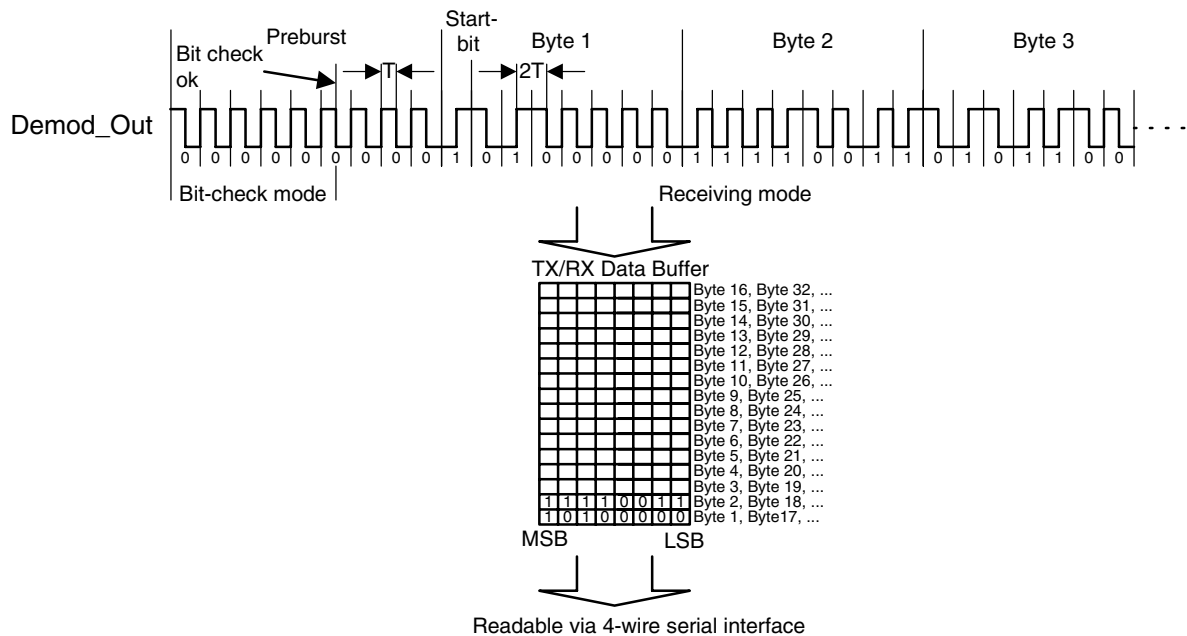 Preburst
Start-
bit
Byte 1
Byte 2
Byte 3
Bit check
ok
T
2T
Demod_Out
0 0 0 0 0 0 0 0 0 1 0 1 0 0 0 0 0 1 1 1 1 0 0 1 1 0 1 0 1 1 0 0
Bit-check mode
Receiving mode
TX/RX Data Buffer
Byte 16, Byte 32, ...
Byte 15, Byte 31, ...
Byte 14, Byte 30, ...
Byte 13, Byte 29, ...
Byte 12, Byte 28, ...
Byte 11, Byte 27, ...
Byte 10, Byte 26, ...
Byte 9, Byte 25, ...
Byte 8, Byte 24, ...
Byte 7, Byte 23, ...
Byte 6, Byte 22, ...
Byte 5, Byte 21, ...
Byte 4, Byte 20, ...
Byte 3, Byte 19, ...
1 1 1 1 0 0 1 1 Byte 2, Byte 18, ...
1 0 1 0 0 0 0 0 Byte 1, Byte17, ...
MSB LSB
Readable via 4-wire serial interface